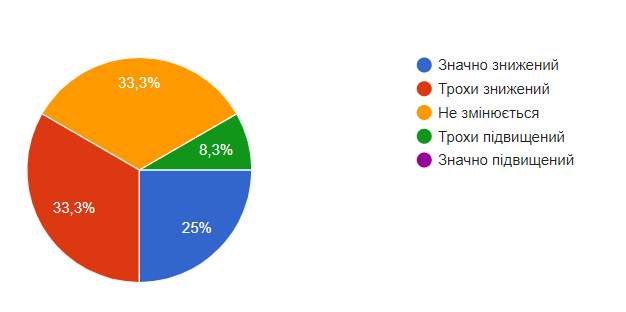 33,3%
8,3%
33,3%
25%
Значно знижений
Трохи знижений
Не змінюється
Трохи підвищений
Значно підвищений